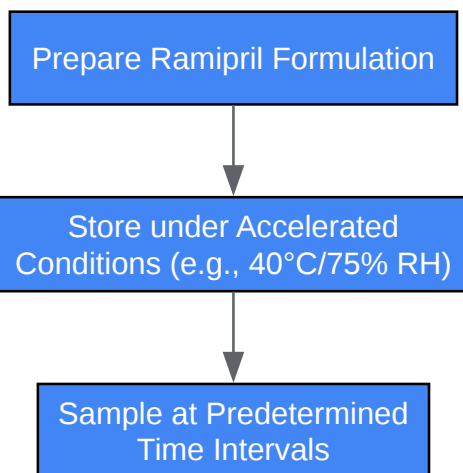 Prepare Ramipril Formulation
Store under Accelerated
Conditions (e.g., 40°C/75% RH)
Sample at Predetermined
Time Intervals